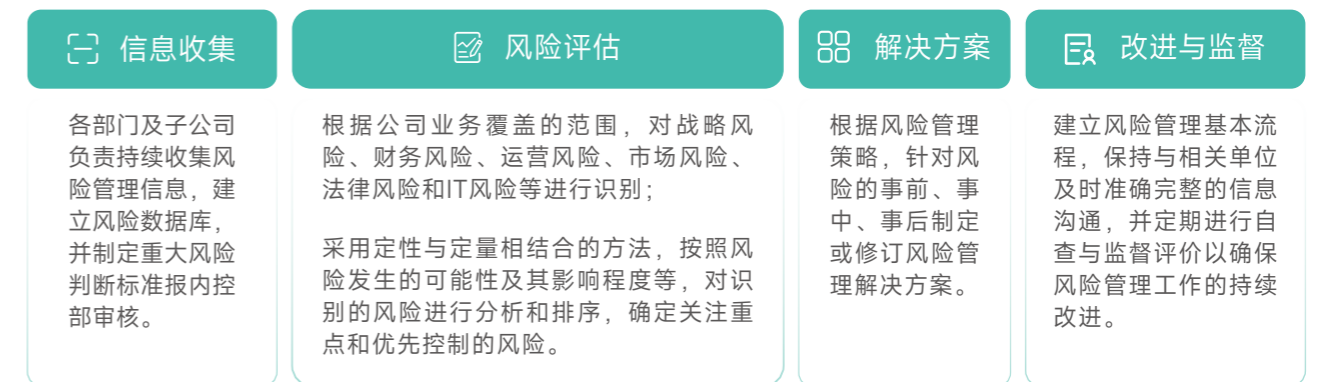 信息收集
各部门及子公司
负责持续收集风
险管理信息，建
立风险数据库，
并制定重大风险
判断标准报内控
部审核。
风险评估
根据公司业务覆盖的范围，对战略风
险、财务风险、运营风险、市场风险、
法律风险和IT风险等进行识别；
采用定性与定量相结合的方法，按照风
险发生的可能性及其影响程度等，对识
别的风险进行分析和排序，确定关注重
点和优先控制的风险。
解决方案
根据风险管理
策略，针对风
险的事前、事
中、事后制定
或修订风险管
理解决方案。
改进与监督
建立风险管理基本流
程，保持与相关单位
及时准确完整的信息
沟通，并定期进行自
查与监督评价以确保
风险管理工作的持续
改进。